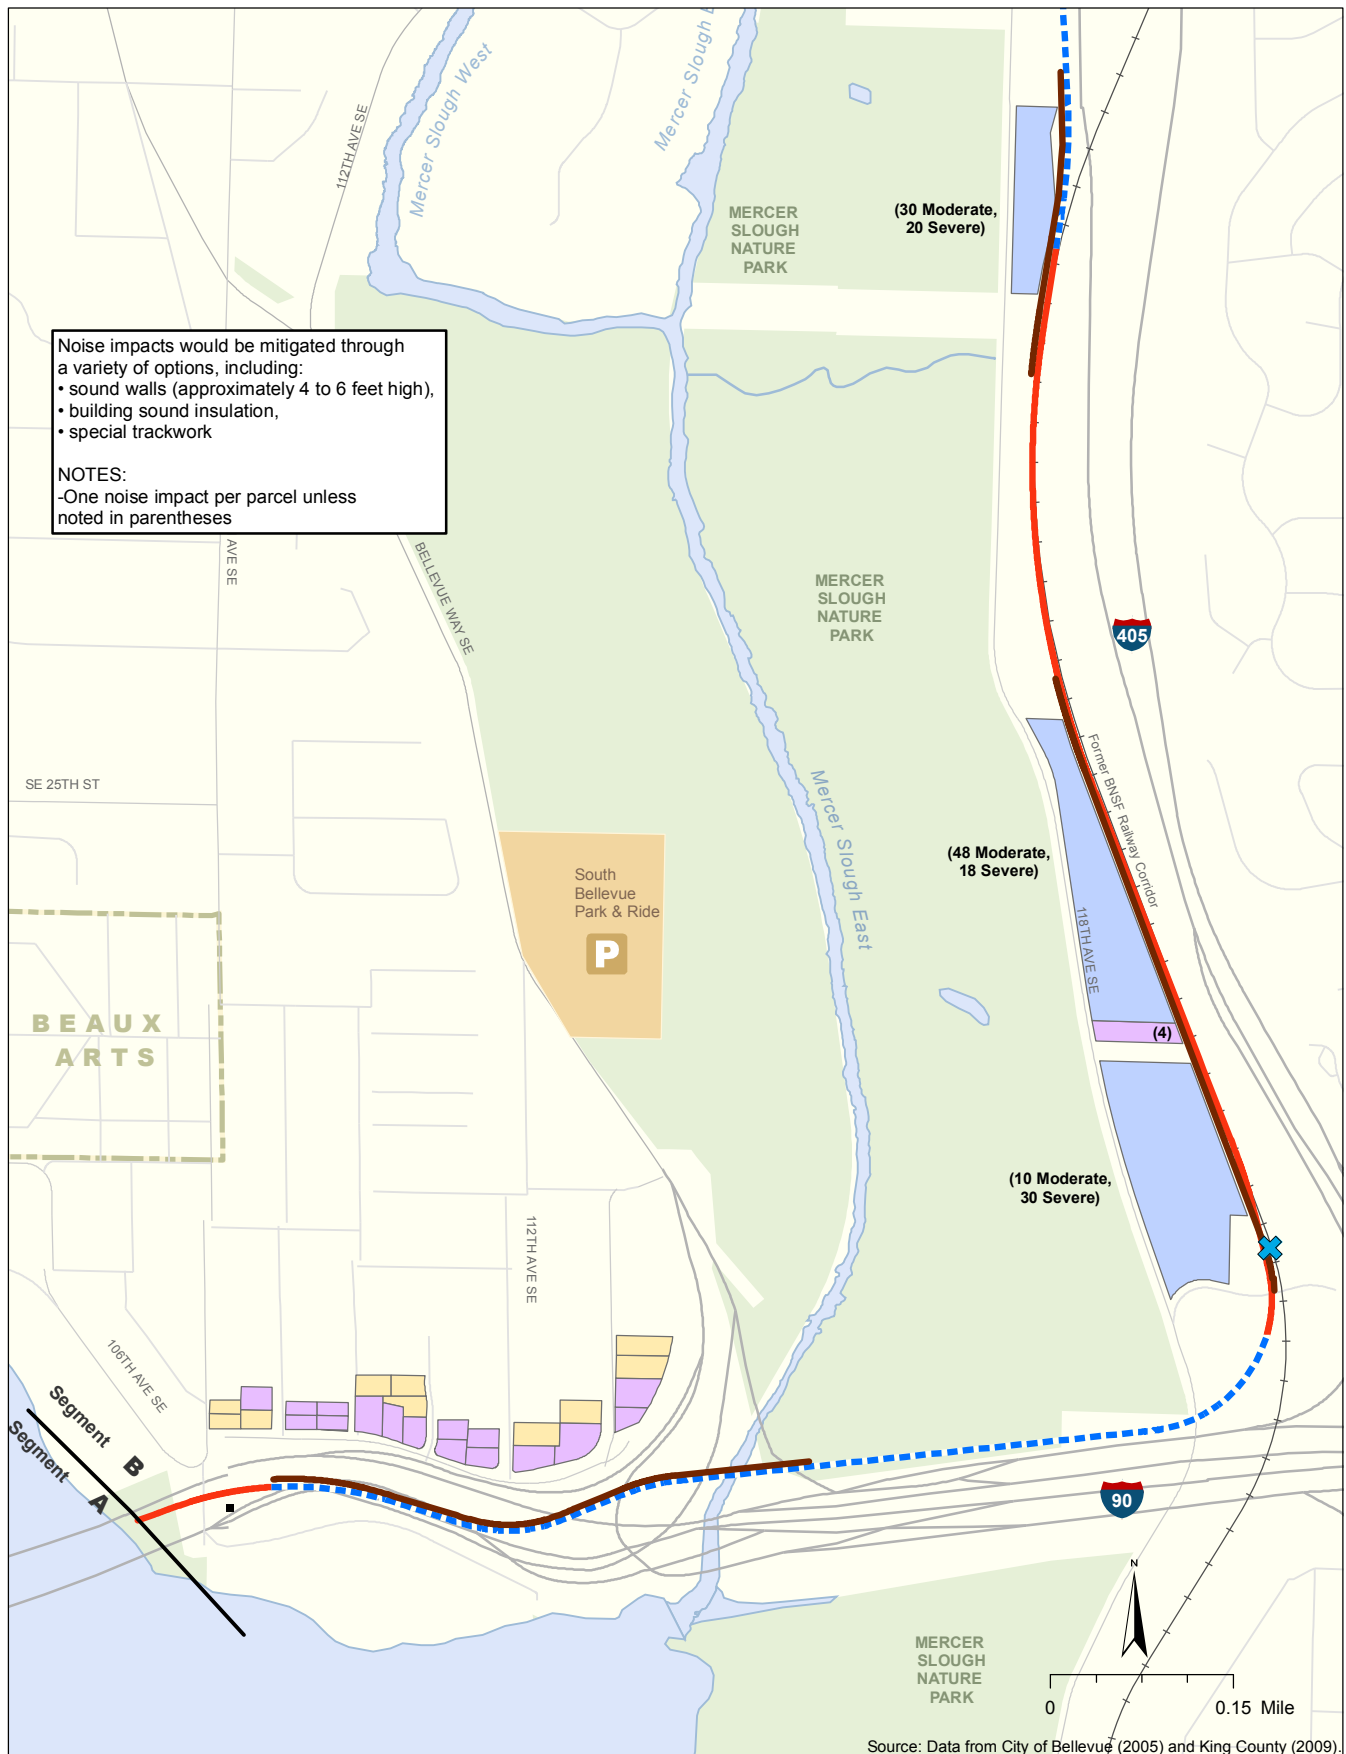 Mercer Slough West
Mercer Slough E
112TH AVE SE
MERCER
SLOUGH
NATURE
PARK
(30 Moderate,
20 Severe)
Noise impacts would be mitigated through
a variety of options, including:
• sound walls (approximately 4 to 6 feet high),
• building sound insulation,
• special trackwork
NOTES:
-One noise impact per parcel unless
noted in parentheses
AVE SE
BELLEVUE WAY SE
MERCER
SLOUGH
NATURE
PARK
405
Former BNSF Railway Corridor
SE 25TH ST
Mercer Slough East
South
Bellevue
Park & Ride
P
(48 Moderate,
18 Severe)
118TH AVE SE
BEAUX
ARTS
(4)
(10 Moderate,
30 Severe)
112TH AVE SE
106TH AVE SE
Segment B
Segment A
90
N
MERCER
SLOUGH
NATURE
PARK
0 0.15 Mile
Source: Data from City of Bellevue (2005) and King County (2009).